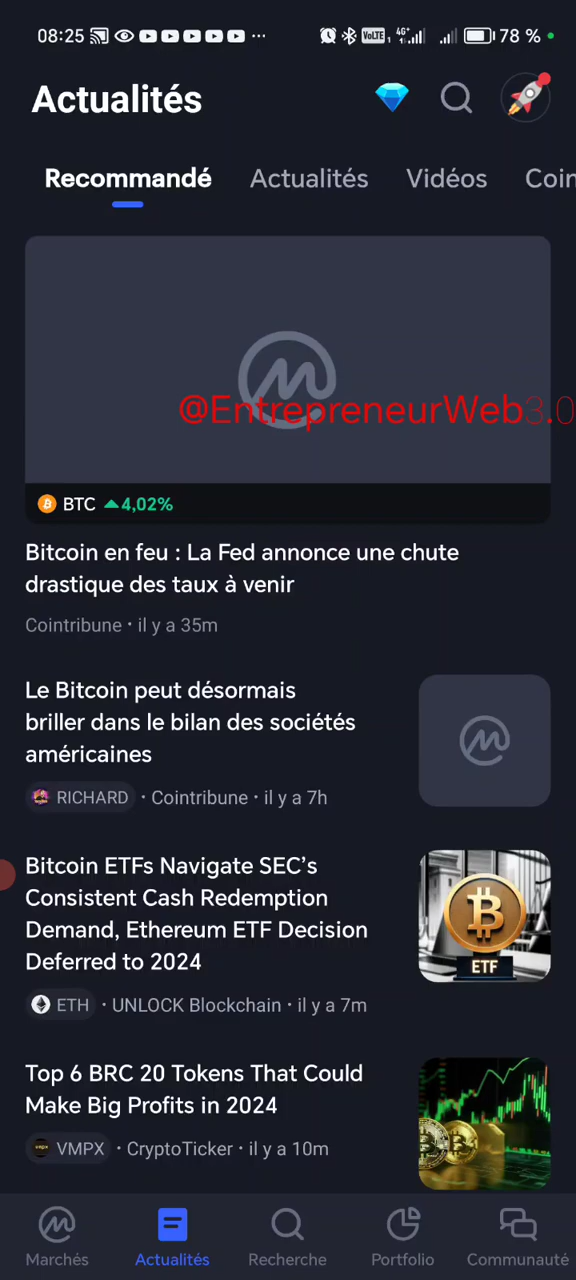 08:25 ... VoLTE 4G 78 %
Actualités
Recommandé Actualités Vidéos Coin
@EntrepreneurWeb3.0
BTC 4,02%
Bitcoin en feu : La Fed annonce une chute
drastique des taux à venir
Cointribune · il y a 35m
Le Bitcoin peut désormais
briller dans le bilan des sociétés
américaines
RICHARD · Cointribune · il y a 7h
Bitcoin ETFs Navigate SEC’s
Consistent Cash Redemption
Demand, Ethereum ETF Decision
Deferred to 2024
ETF
ETH · UNLOCK Blockchain · il y a 7m
Top 6 BRC 20 Tokens That Could
Make Big Profits in 2024
VMPX · CryptoTicker · il y a 10m
Marchés Actualités Recherche Portfolio Communauté